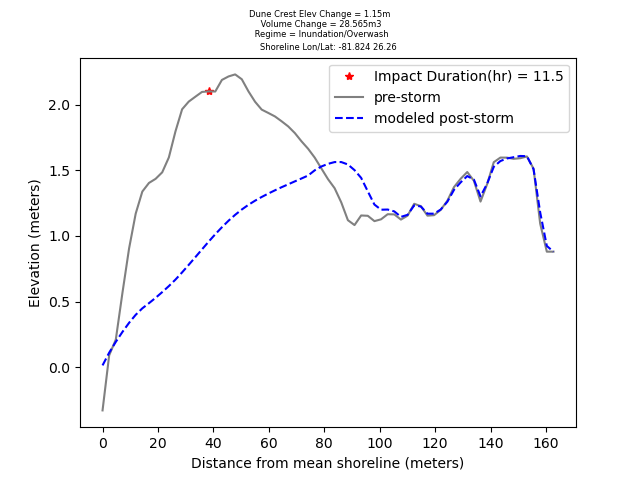 Dune Crest Elev Change = 1.15m
Volume Change = 28.565m3
Regime = Inundation/Overwash
Shoreline Lon/Lat: -81.824 26.26
Impact Duration(hr) = 11.5
pre-storm
modeled post-storm
Elevation (meters)
2.0
1.5
1.0
0.5
0.0
0 20 40 60 80 100 120 140 160
Distance from mean shoreline (meters)